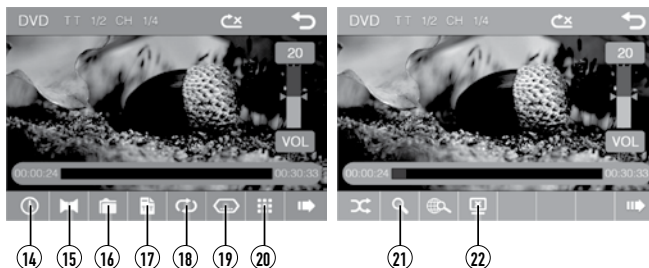 DVD TT 1/2 CH 1/4
20
VOL
00:00:24 00:30:33
14 15 16 17 18 19 20
DVD TT 1/2 CH 1/4
20
VOL
00:00:24 00:30:33
21 22